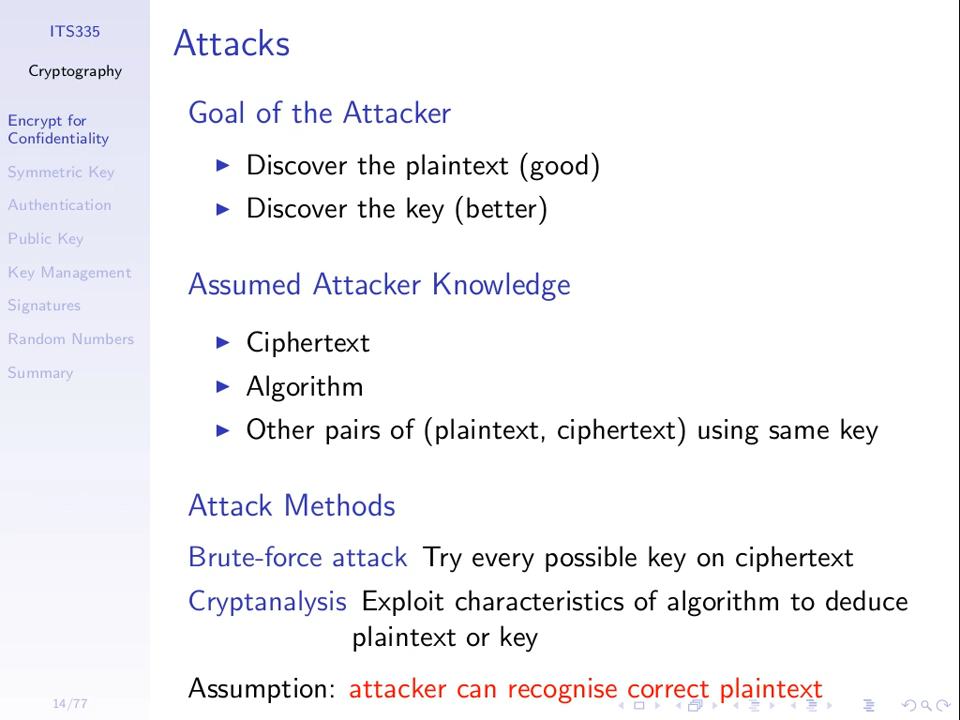 ITS335
Cryptography
Encrypt for
Confidentiality
Symmetric Key
Authentication
Public Key
Key Management
Signatures
Random Numbers
Summary
14/77
Attacks
Goal of the Attacker
Discover the plaintext (good)
Discover the key (better)
Assumed Attacker Knowledge
Ciphertext
Algorithm
Other pairs of (plaintext, ciphertext) using same key
Attack Methods
Brute-force attack Try every possible key on ciphertext
Cryptanalysis Exploit characteristics of algorithm to deduce
plaintext or key
Assumption: attacker can recognise correct plaintext